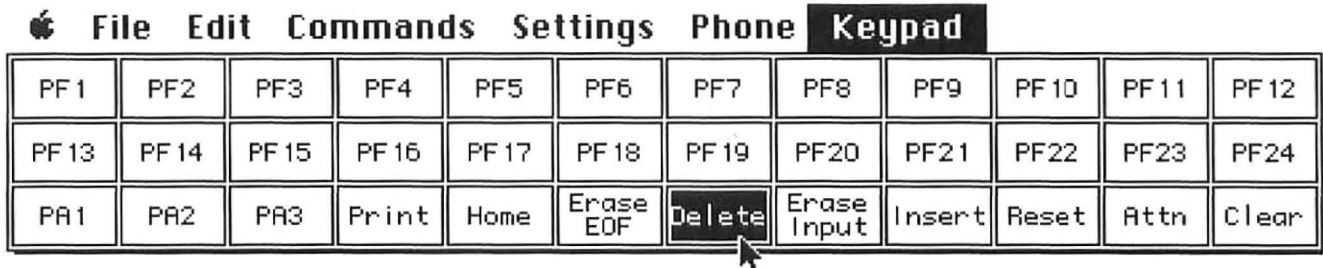 File Edit Commands Settings Phone Keypad
PF1 PF2 PF3 PF4 PF5 PF6 PF7 PF8 PF9 PF10 PF11 PF12
PF13 PF14 PF15 PF16 PF17 PF18 PF19 PF20 PF21 PF22 PF23 PF24
PA1 PA2 PA3 Print Home Erase EOF Delete Erase Input Insert Reset Attn Clear